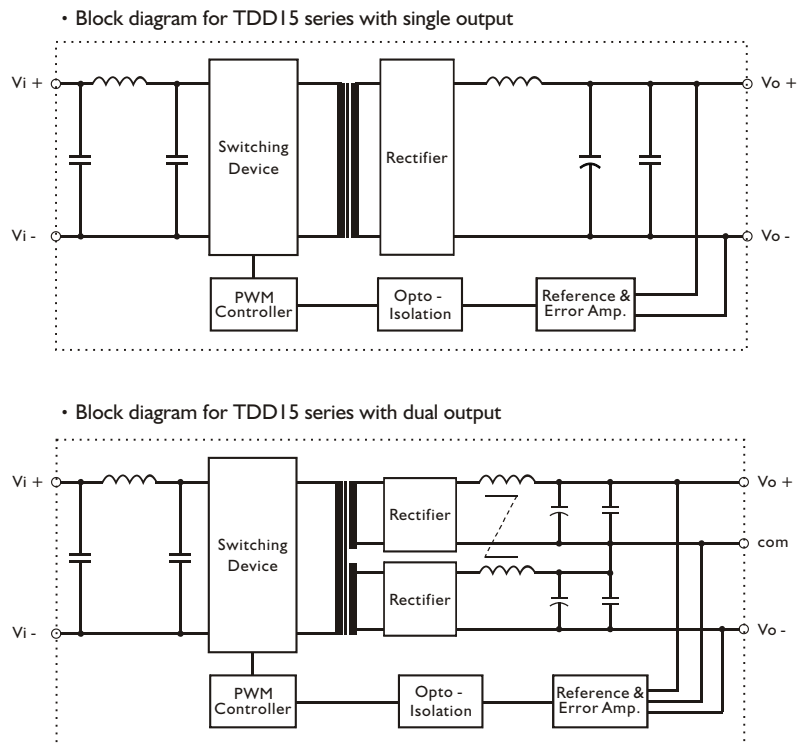 · Block diagram for TDD15 series with single output
Vi +
Vo +
Switching
Device
Rectifier
Vi -
Vo -
PWM
Controller
Opto -
Isolation
Reference &
Error Amp.
· Block diagram for TDD15 series with dual output
Vi +
Vo +
Rectifier
Switching
Device
com
Rectifier
Vi -
Vo -
PWM
Controller
Opto -
Isolation
Reference &
Error Amp.